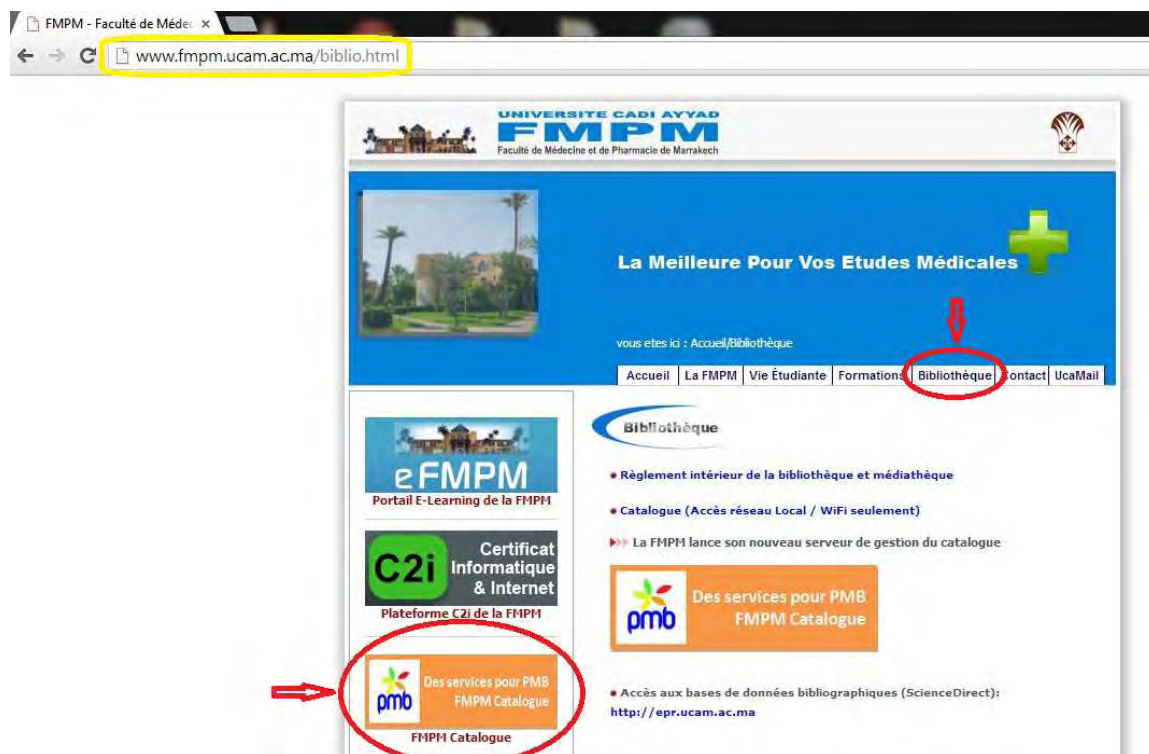 FMPM - Faculté de Médec ×
www.fmpm.ucam.ac.ma/biblio.html
UNIVERSITE CADI AYYAD
FMPM
Faculté de Médecine et de Pharmacie de Marrakech
La Meilleure Pour Vos Etudes Médicales
vous etes ici : Accueil/Bibliothèque
Accueil La FMPM Vie Étudiante Formations Bibliothèque Contact UcaMail
eFMPM
Portail E-Learning de la FMPM
C2i
Certificat
Informatique
& Internet
Plateforme C2i de la FMPM
pmb
Des services pour PMB
FMPM Catalogue
FMPM Catalogue
Bibliothèque
Règlement intérieur de la bibliothèque et médiathèque
Catalogue (Accès réseau Local / WiFi seulement)
La FMPM lance son nouveau serveur de gestion du catalogue
pmb
Des services pour PMB
FMPM Catalogue
Accès aux bases de données bibliographiques (ScienceDirect):
http://epr.ucam.ac.ma